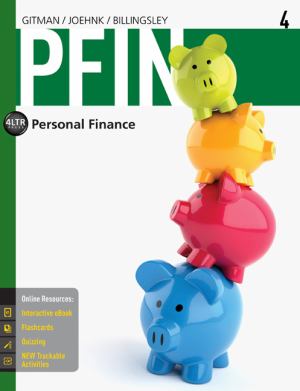 GITMAN / JOEHNK / BILLINGSLEY
4
PFIN
4LTR
PRESS
Personal Finance
Online Resources:
Interactive eBook
Flashcards
Quizzing
NEW Trackable
Activities